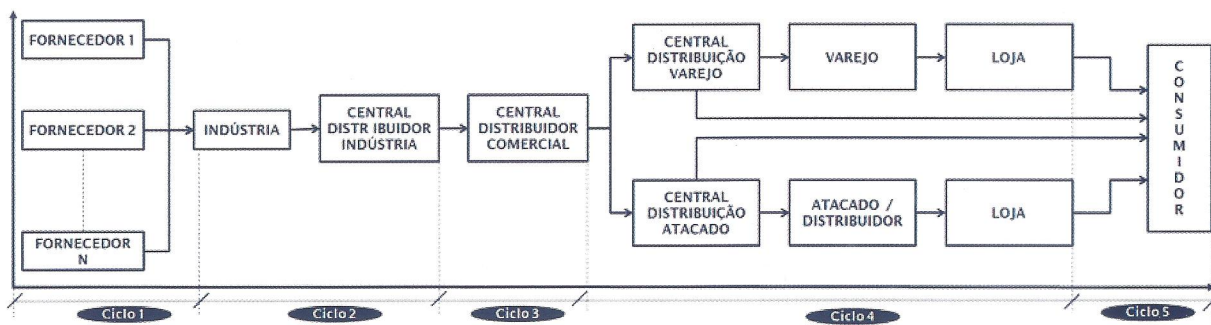 FORNECEDOR 1
FORNECEDOR 2
FORNECEDOR
N
INDÚSTRIA
CENTRAL
DISTR IBUIDOR
INDÚSTRIA
CENTRAL
DISTRIBUIDOR
COMERCIAL
CENTRAL
DISTRIBUIÇÃO
VAREJO
VAREJO
LOJA
CENTRAL
DISTRIBUIÇÃO
ATACADO
ATACADO /
DISTRIBUIDOR
LOJA
C
O
N
S
U
M
I
D
O
R
Ciclo 1
Ciclo 2
Ciclo 3
Ciclo 4
Ciclo 5